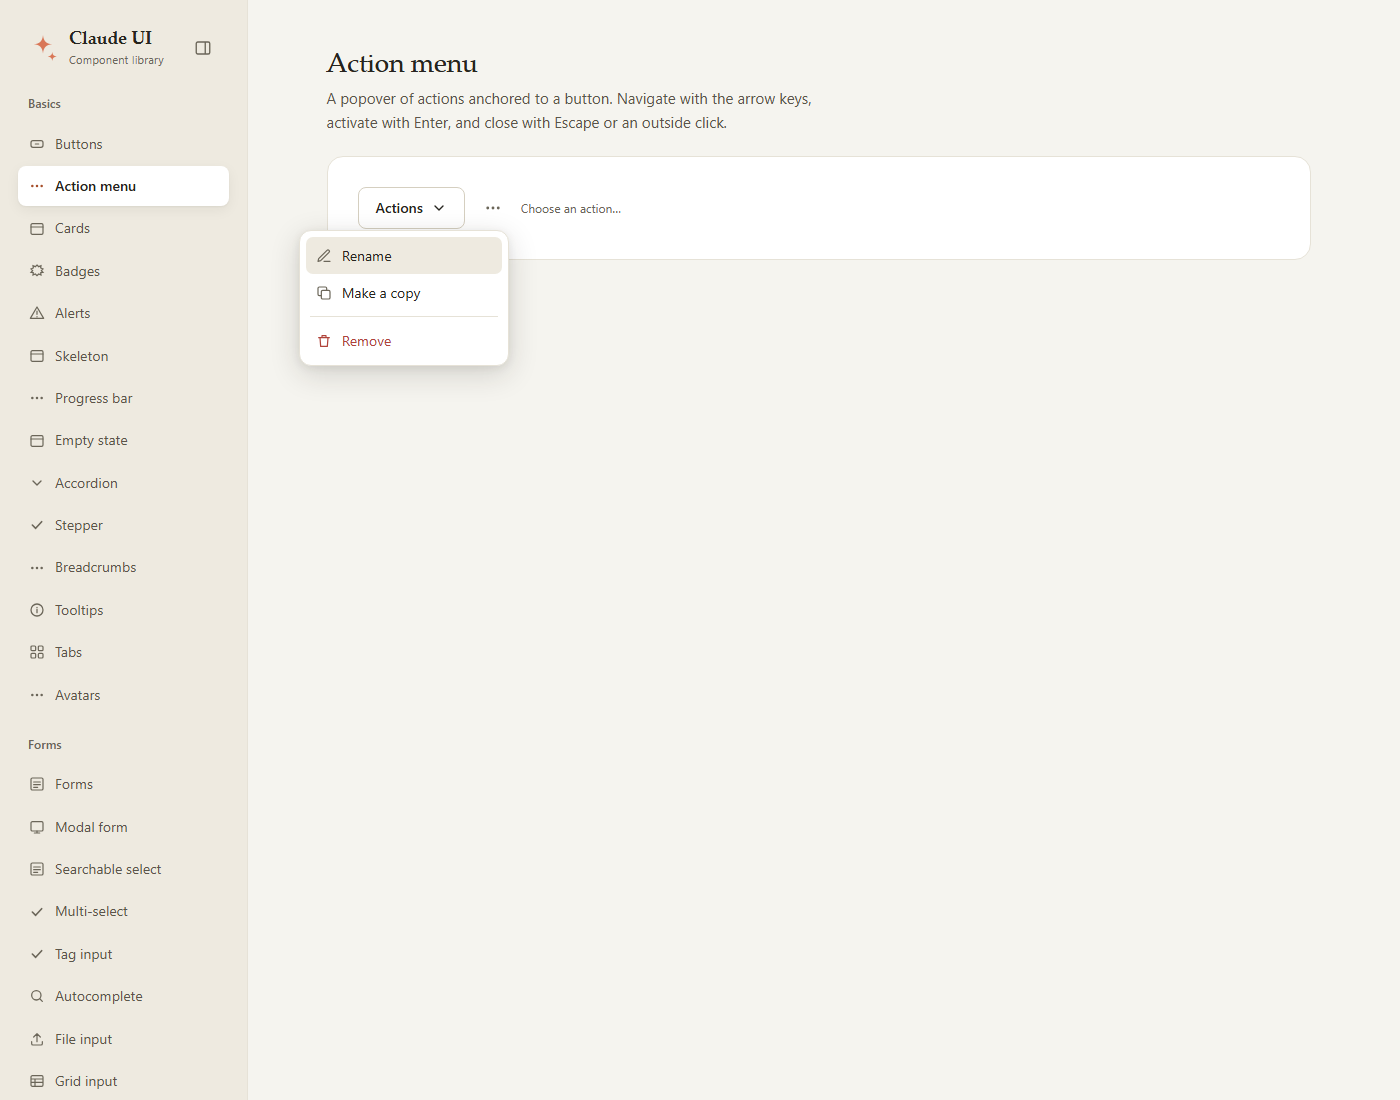 Claude UI
Component library
Basics
Buttons
Action menu
Cards
Badges
Alerts
Skeleton
Progress bar
Empty state
Accordion
Stepper
Breadcrumbs
Tooltips
Tabs
Avatars
Forms
Forms
Modal form
Searchable select
Multi-select
Tag input
Autocomplete
File input
Grid input
Action menu
A popover of actions anchored to a button. Navigate with the arrow keys,
activate with Enter, and close with Escape or an outside click.
Actions
Choose an action...
Rename
Make a copy
Remove